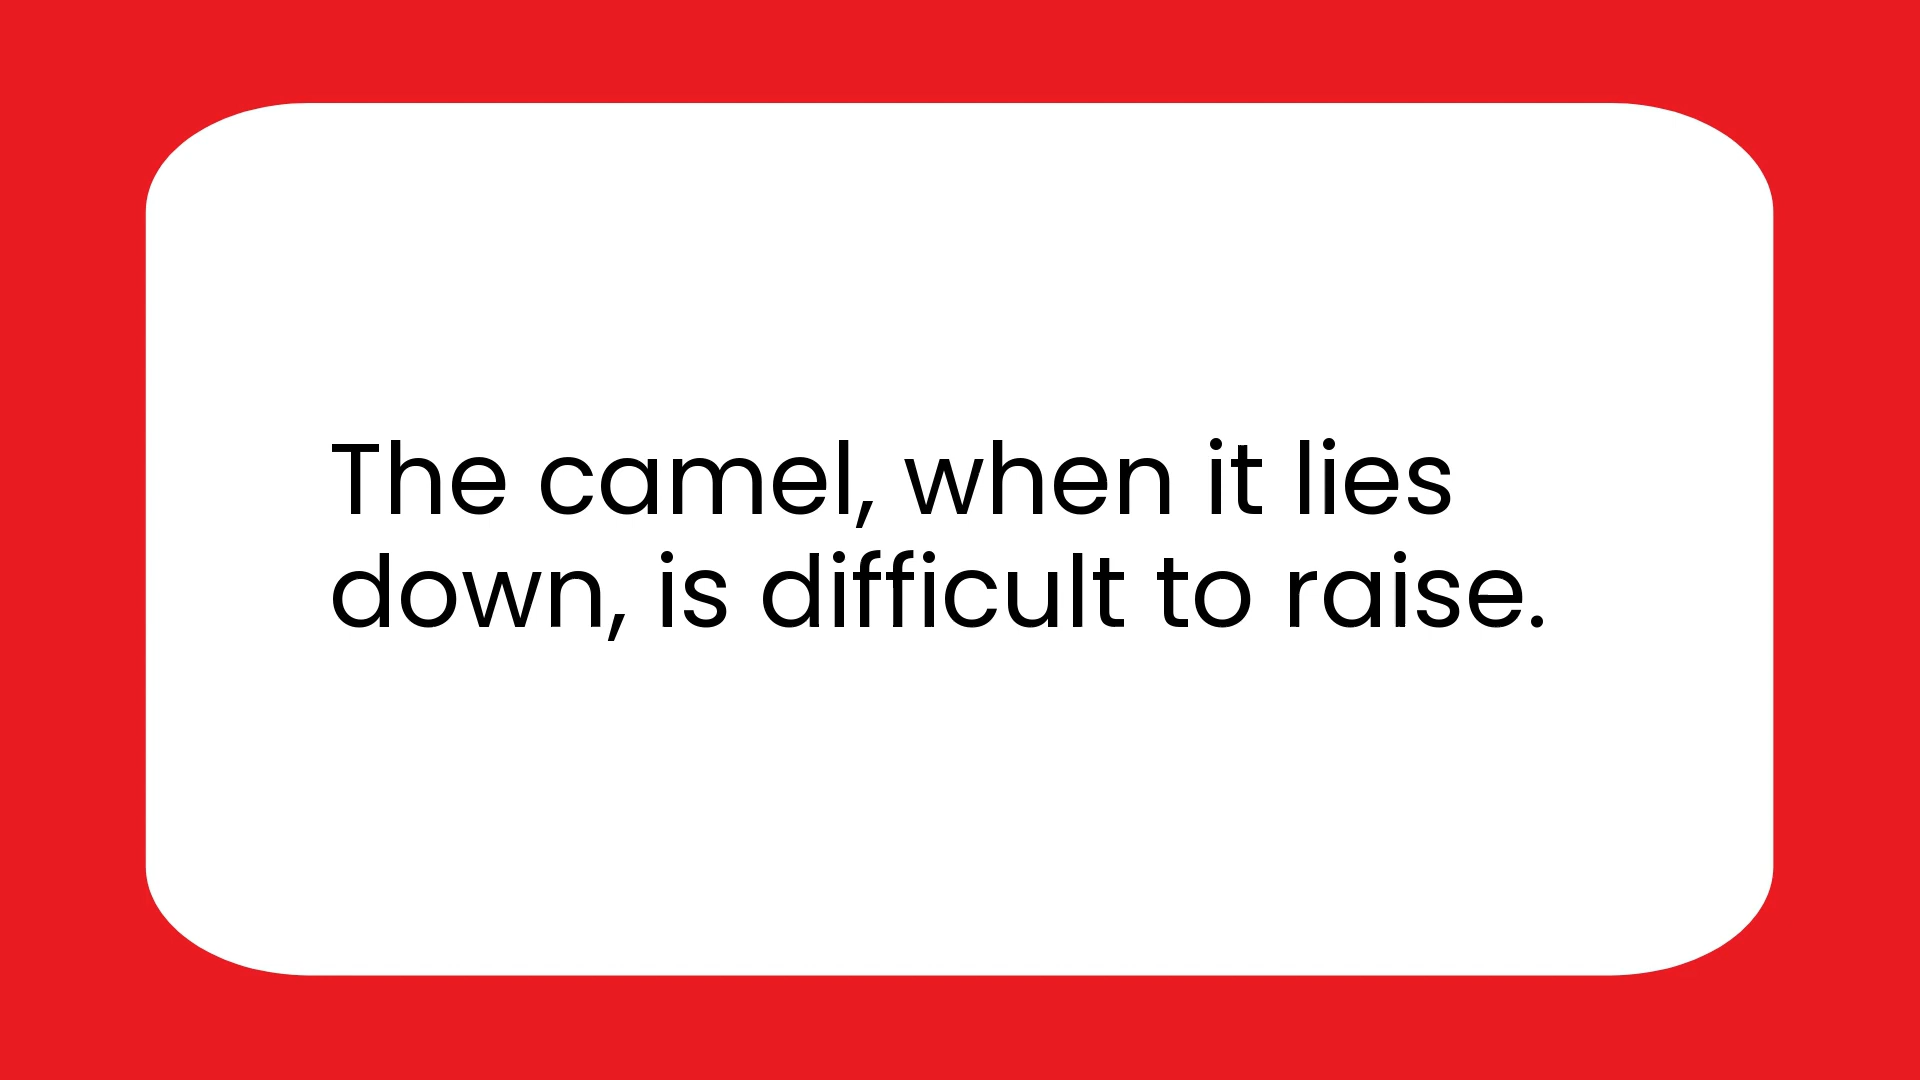 The camel, when it lies
down, is difficult to raise.